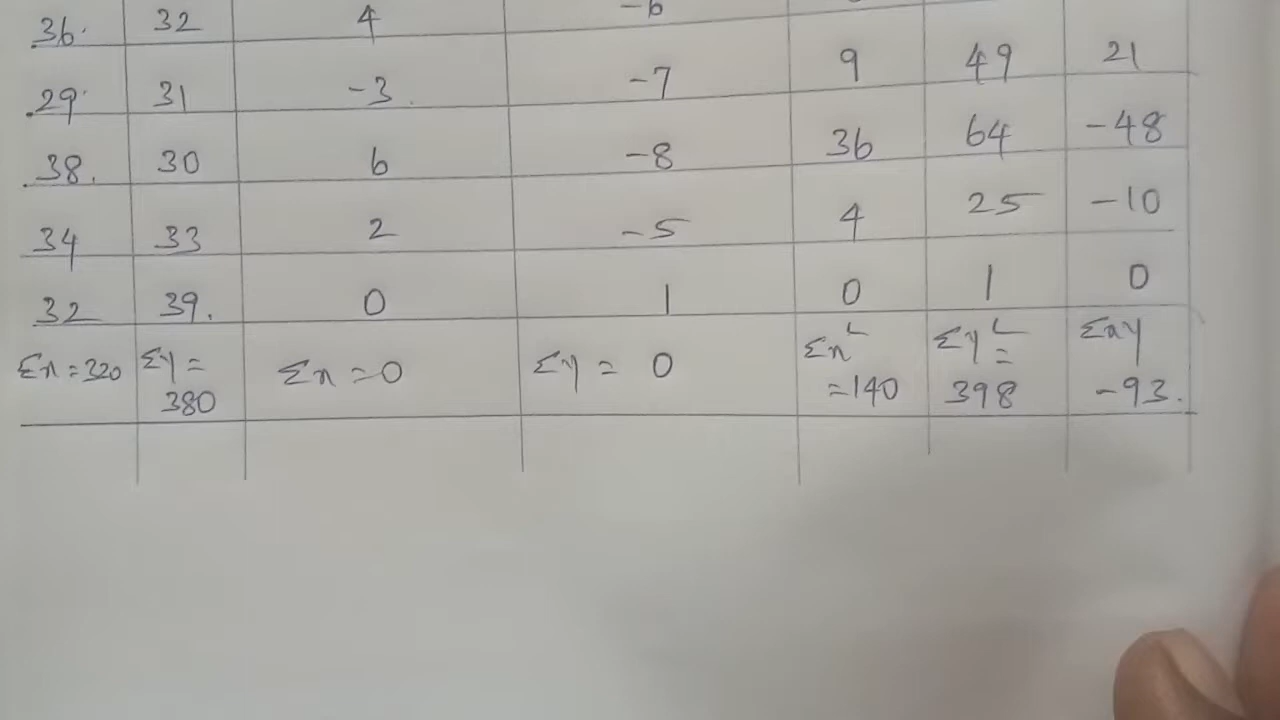 36. 32 4 -6
29. 31 -3. -7 9 49 21
.38. 30 6 -8 36 64 -48
34 33 2 -5 4 25 -10
32 39. 0 1 0 1 0
Σx = 320 Σy = 380 Σx = 0 Σy = 0 Σx² = 140 Σy² = 398 Σxy -93.